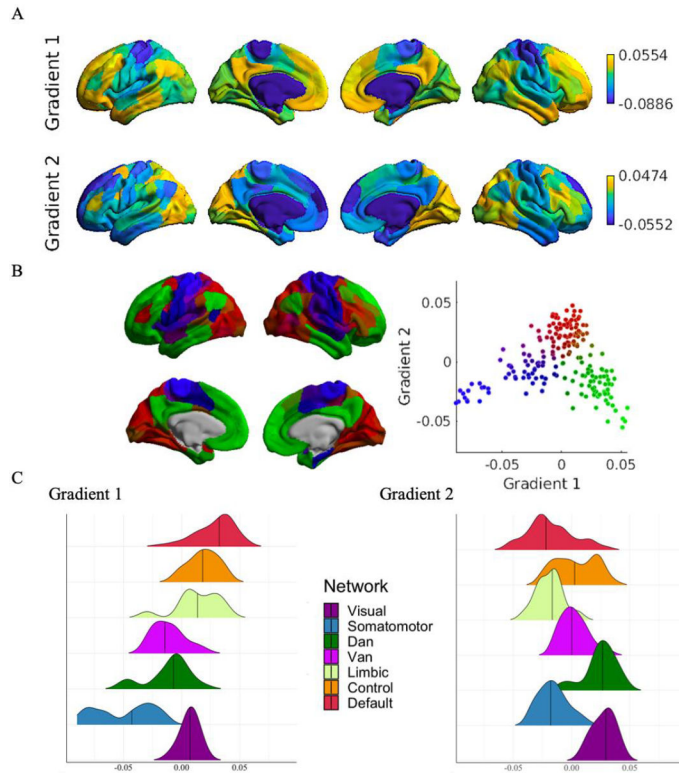 A
Gradient 1
0.0554
-0.0886
Gradient 2
0.0474
-0.0552
B
0.05
0
-0.05
Gradient 2
-0.05
0
0.05
Gradient 1
C
Gradient 1
Gradient 2
Network
Visual
Somatomotor
Dan
Van
Limbic
Control
Default
-0.05
0.00
0.05
-0.05
0.00
0.05